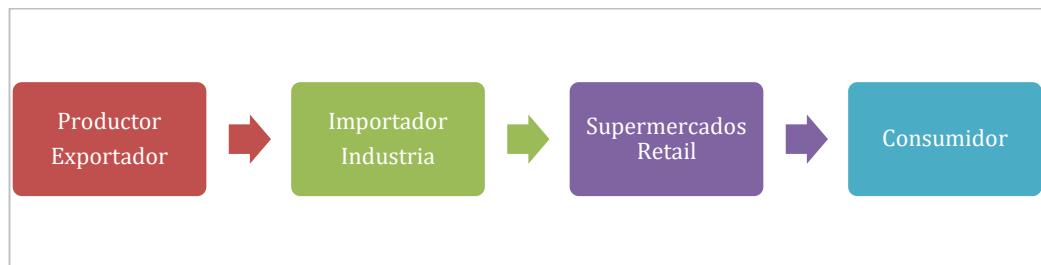 Productor
Exportador
Importador
Industria
Supermercados
Retail
Consumidor